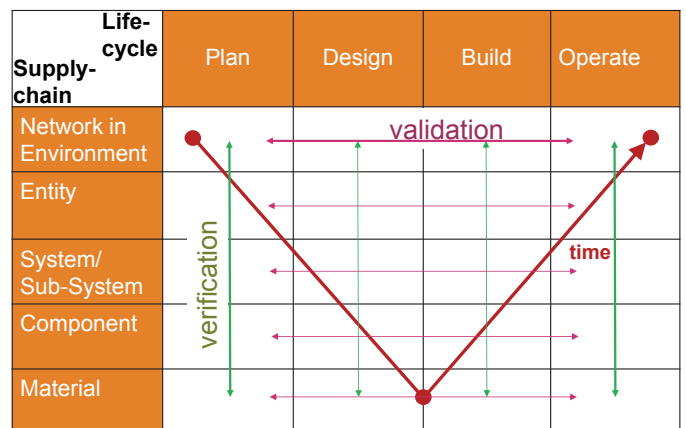 Life-
cycle
Supply-
chain
Plan
Design
Build
Operate
Network in
Environment
validation
Entity
verification
System/
Sub-System
time
Component
Material